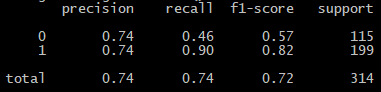 precision recall f1-score support
0 0.74 0.46 0.57 115
1 0.74 0.90 0.82 199
total 0.74 0.74 0.72 314